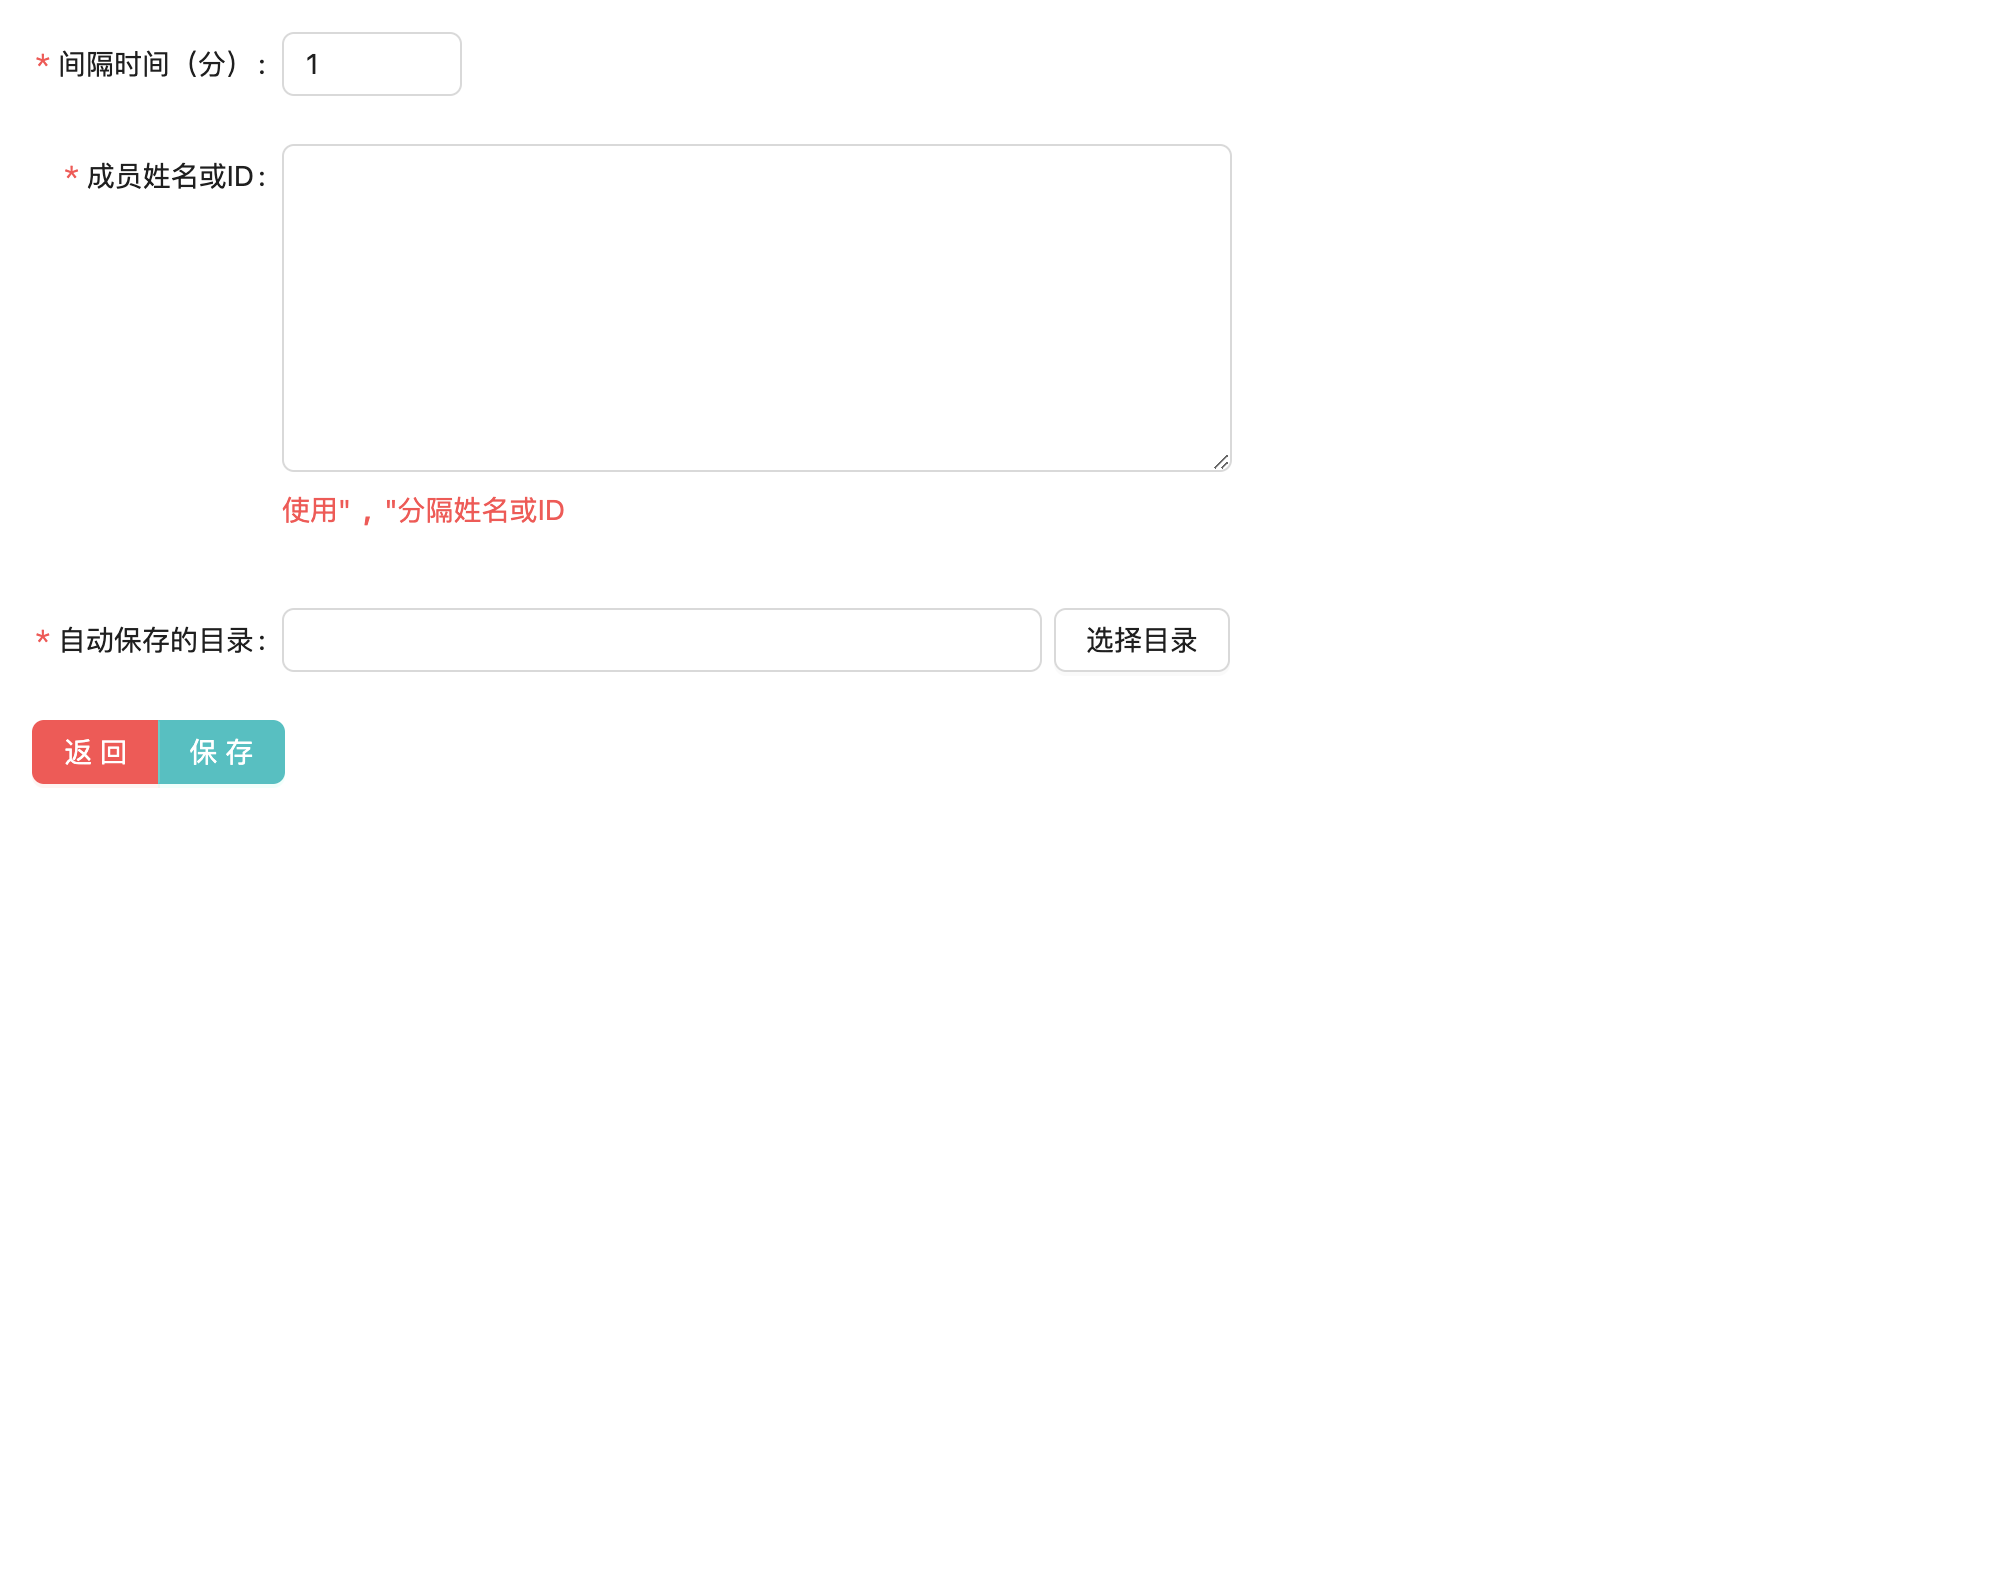 * 间隔时间（分） : 1
* 成员姓名或ID :
使用" , "分隔姓名或ID
* 自动保存的目录 : 选择目录
返 回 保 存